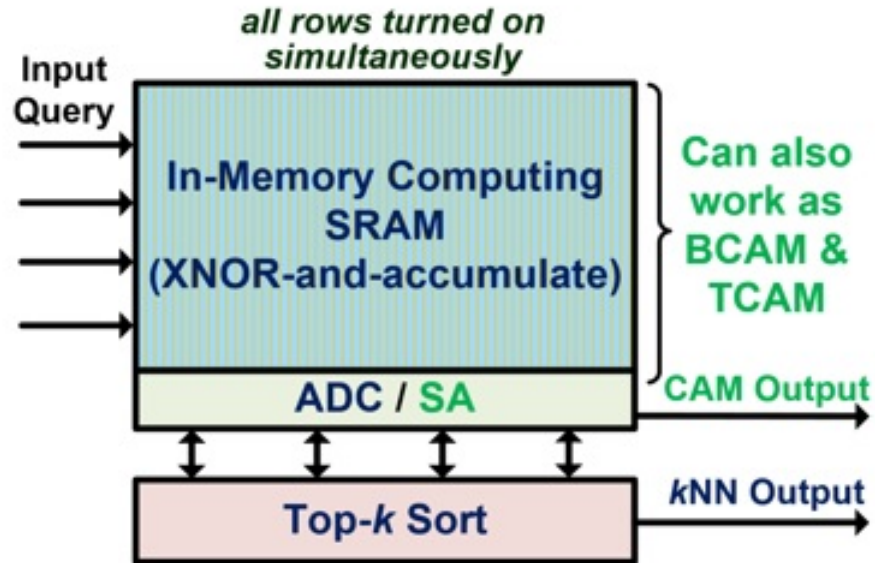 all rows turned on
simultaneously
Input
Query
In-Memory Computing
SRAM
(XNOR-and-accumulate)
Can also
work as
BCAM &
TCAM
ADC / SA
CAM Output
Top-k Sort
kNN Output